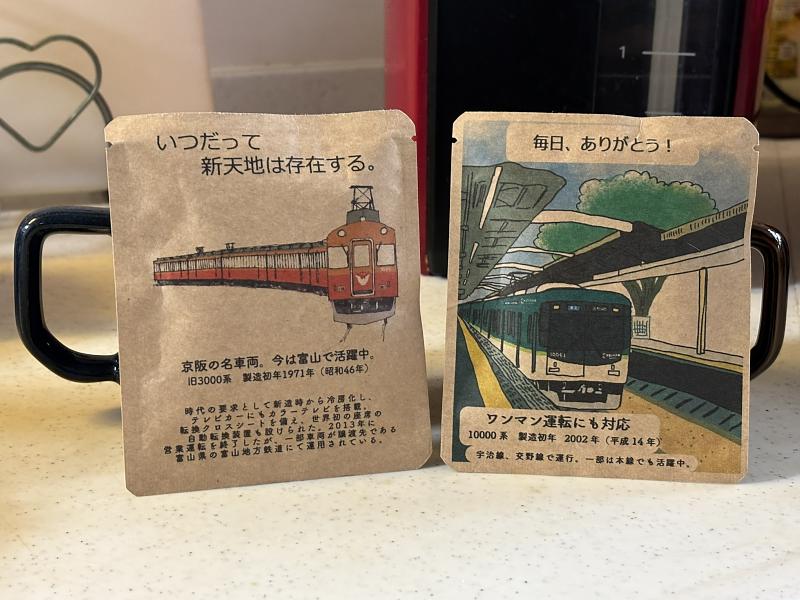 いつだって
新天地は存在する。
京阪の名車両。今は富山で活躍中。
旧3000系 製造初年1971年（昭和46年）
時代の要求として新造時から冷房化し、
テレビカーにもカラーテレビを搭載。
転換クロスシートを備え、世界初の座席の
自動転換装置も設けられた。2013年に
営業運転を終了したが、一部車両が譲渡先である
富山県の富山地方鉄道にて運用されている。
1
毎日、ありがとう！
10051
ワンマン運転にも対応
10000系 製造初年 2002年（平成14年）
宇治線、交野線で運行。一部は本線でも活躍中。